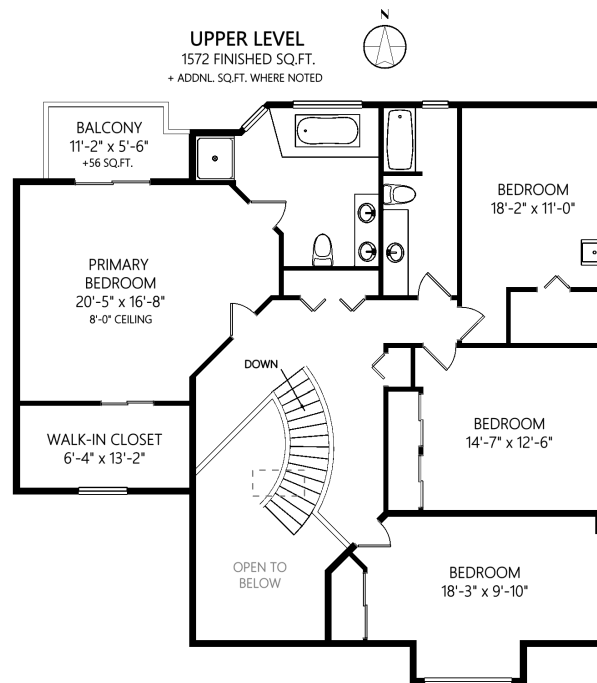 N
UPPER LEVEL
1572 FINISHED SQ.FT.
+ ADDNL. SQ.FT. WHERE NOTED
BALCONY
11'-2" x 5'-6"
+56 SQ.FT.
BEDROOM
18'-2" x 11'-0"
PRIMARY
BEDROOM
20'-5" x 16'-8"
8'-0" CEILING
DOWN
WALK-IN CLOSET
6'-4" x 13'-2"
BEDROOM
14'-7" x 12'-6"
OPEN TO
BELOW
BEDROOM
18'-3" x 9'-10"